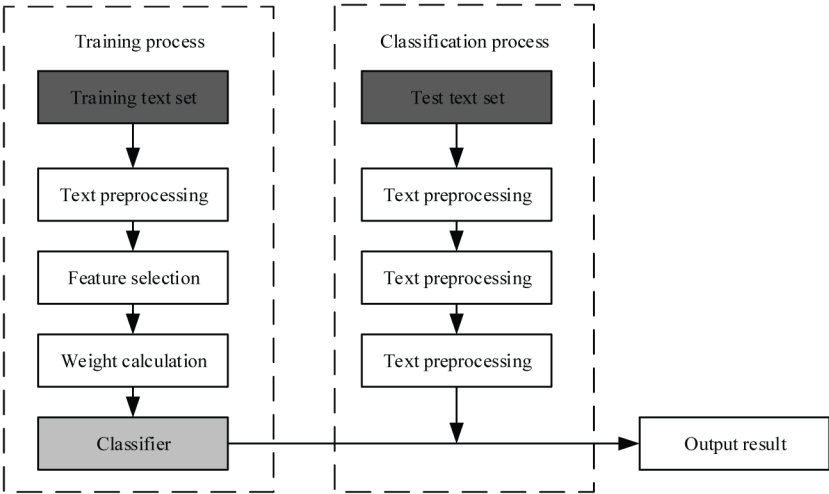 Training process
Training text set
Text preprocessing
Feature selection
Weight calculation
Classifier
Classification process
Test text set
Text preprocessing
Text preprocessing
Text preprocessing
Output result